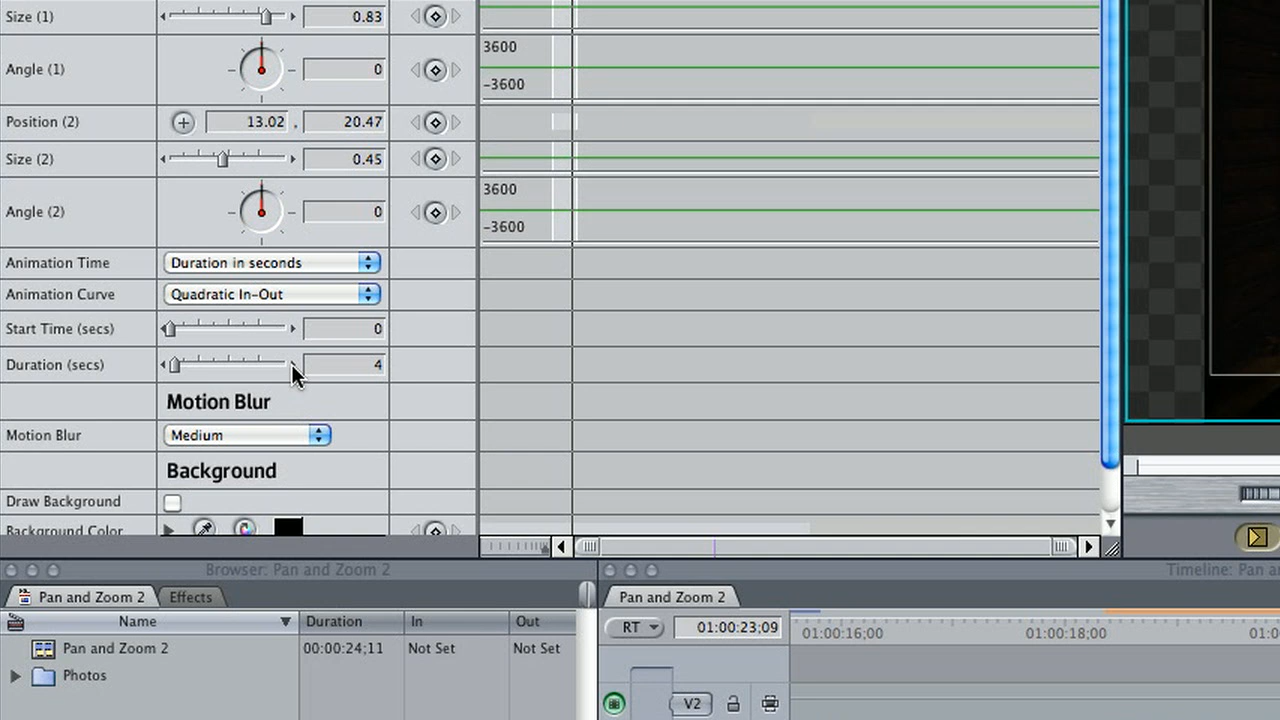 Size (1) 0.83
3600
Angle (1) 0
-3600
Position (2) 13.02 , 20.47
Size (2) 0.45
3600
Angle (2) 0
-3600
Animation Time Duration in seconds
Animation Curve Quadratic In-Out
Start Time (secs) 0
Duration (secs) 4
Motion Blur
Motion Blur Medium
Background
Draw Background
Background Color
Browser: Pan and Zoom 2
Timeline: Pan a
Pan and Zoom 2 Effects
Pan and Zoom 2
Name Duration In Out
RT 01:00:23;09 01:00:16;00 01:00:18;00 01:0
Pan and Zoom 2 00:00:24;11 Not Set Not Set
Photos
V2